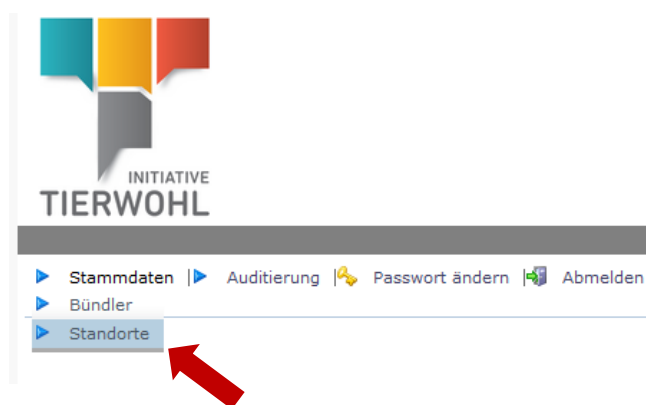 INITIATIVE
TIERWOHL
Stammdaten | Auditierung | Passwort ändern | Abmelden
Bündler
Standorte